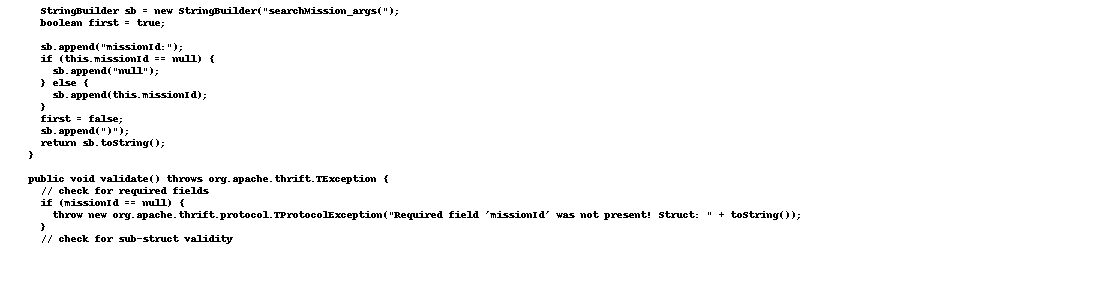 StringBuilder sb = new StringBuilder("searchMission_args(");
boolean first = true;

sb.append("missionId:");
if (this.missionId == null) {
sb.append("null");
} else {
sb.append(this.missionId);
}
first = false;
sb.append(")");
return sb.toString();
}

public void validate() throws org.apache.thrift.TException {
// check for required fields
if (missionId == null) {
throw new org.apache.thrift.protocol.TProtocolException("Required field 'missionId' was not present! Struct: " + toString());
}
// check for sub-struct validity